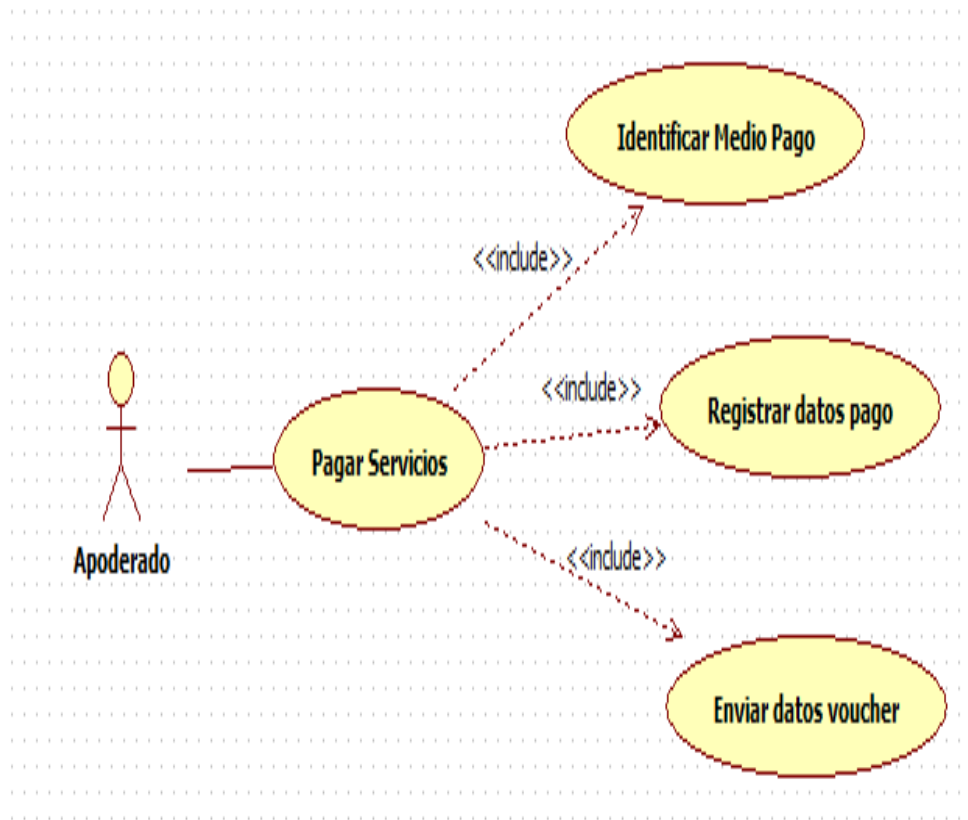 Identificar Medio Pago
<<include>>
<<include>>
Registrar datos pago
Pagar Servicios
Apoderado
<<include>>
Enviar datos voucher